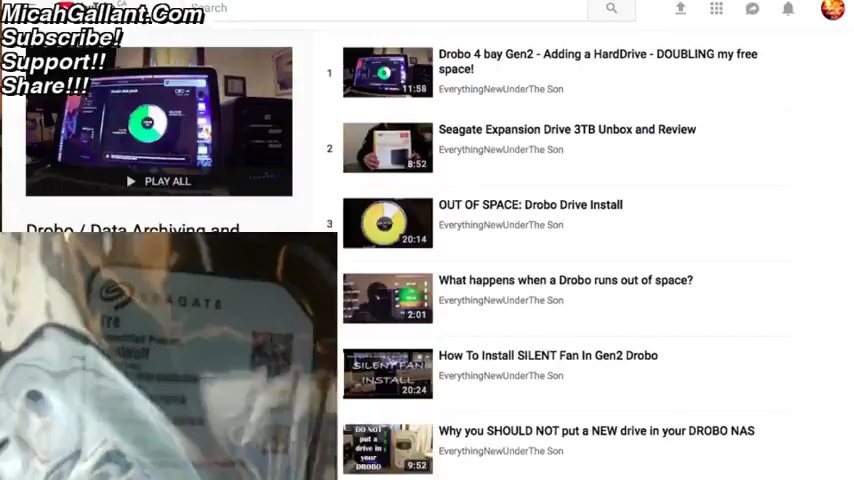 MicahGallant.Com
Subscribe!
Support!!
Share!!!
Search
PLAY ALL
Drobo / Data Archiving and
1
Drobo 4 bay Gen2 - Adding a HardDrive - DOUBLING my free
space!
EverythingNewUnderThe Son
11:58
2
Seagate Expansion Drive 3TB Unbox and Review
EverythingNewUnderThe Son
8:52
3
OUT OF SPACE: Drobo Drive Install
EverythingNewUnderThe Son
20:14
What happens when a Drobo runs out of space?
EverythingNewUnderThe Son
2:01
How To Install SILENT Fan In Gen2 Drobo
EverythingNewUnderThe Son
SILENT FAN
INSTALL
20:24
Why you SHOULD NOT put a NEW drive in your DROBO NAS
EverythingNewUnderThe Son
DO NOT
put a
drive in
your
DROBO
9:52
SEAGATE